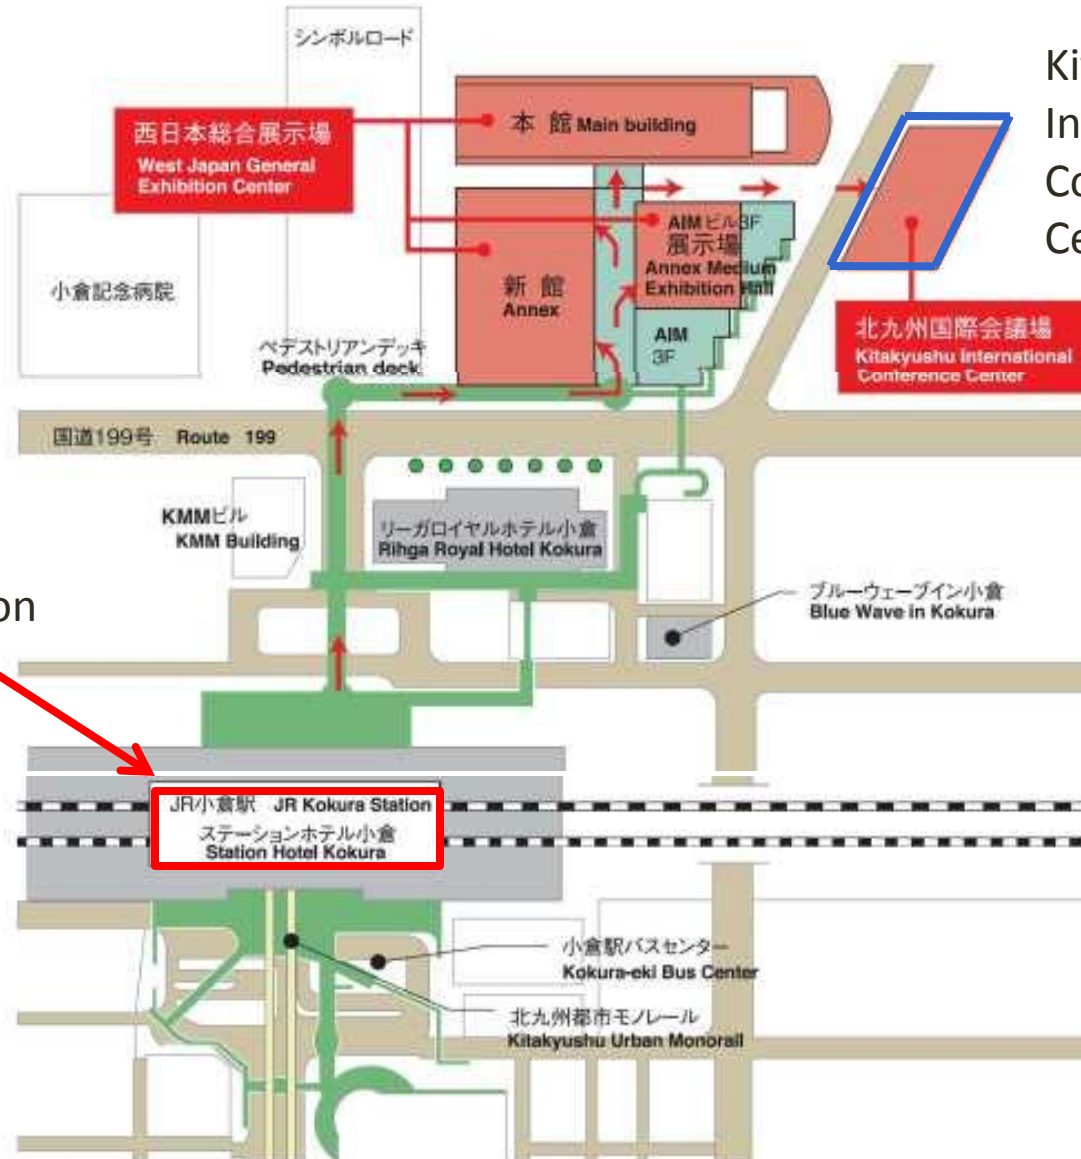 シンボルロード
Ki
In
Co
Ce
西日本総合展示場
West Japan General
Exhibition Center
本 館 Main building
AIM ビル3F
展示場
Annex Medium
Exhibition Hall
新 館
Annex
AIM
3F
小倉記念病院
ペデストリアンデッキ
Pedestrian deck
北九州国際会議場
Kitakyushu International
Conference Center
国道199号 Route 199
KMMビル
KMM Building
リーガロイヤルホテル小倉
Rihga Royal Hotel Kokura
ブルーウェーブイン小倉
Blue Wave in Kokura
on
JR小倉駅 JR Kokura Station
ステーションホテル小倉
Station Hotel Kokura
小倉駅バスセンター
Kokura-eki Bus Center
北九州都市モノレール
Kitakyushu Urban Monorail